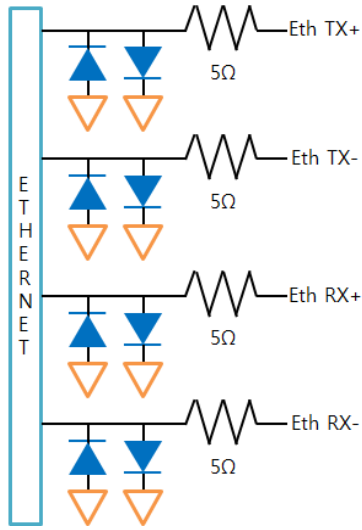 Eth TX+
5Ω
Eth TX-
5Ω
ETHERNET
Eth RX+
5Ω
Eth RX-
5Ω